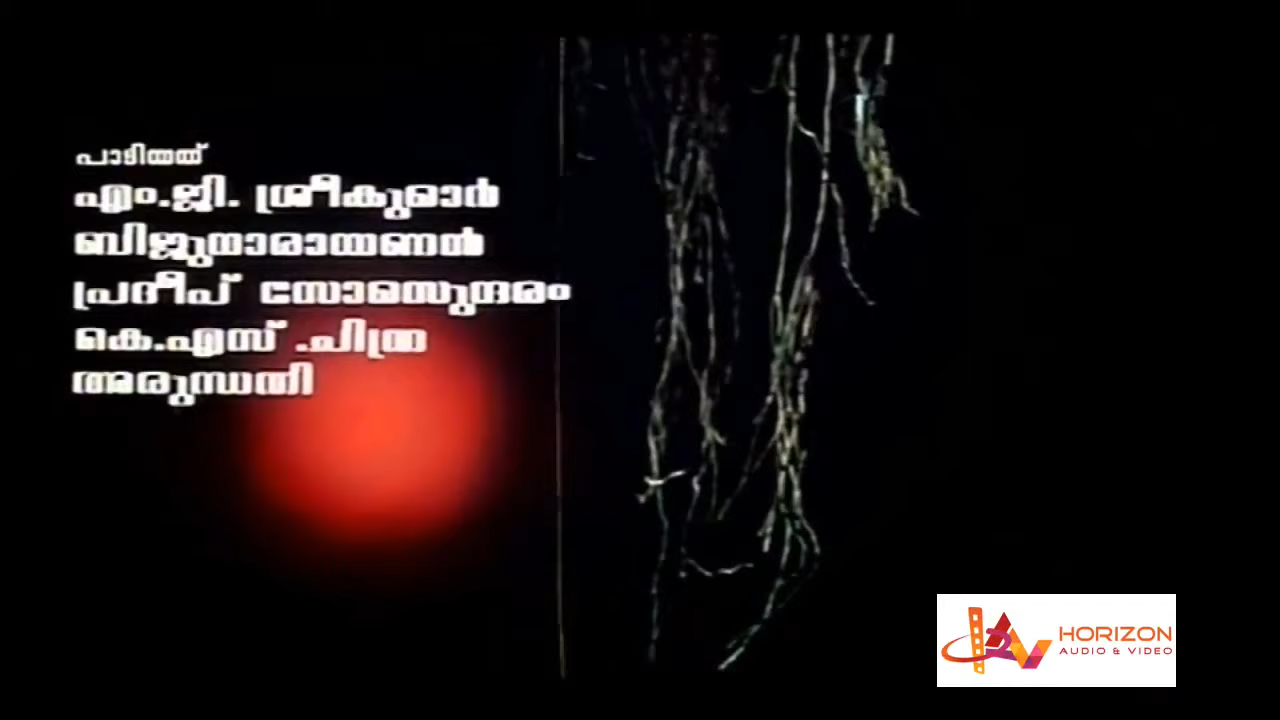 പാടിയത്
എം.ജി. ശ്രീകുമാർ
ബിജുനാരായണൻ
പ്രദീപ് സോമസുന്ദരം
കെ.എസ് .ചിത്ര
അരുന്ധതി
HORIZON
AUDIO & VIDEO